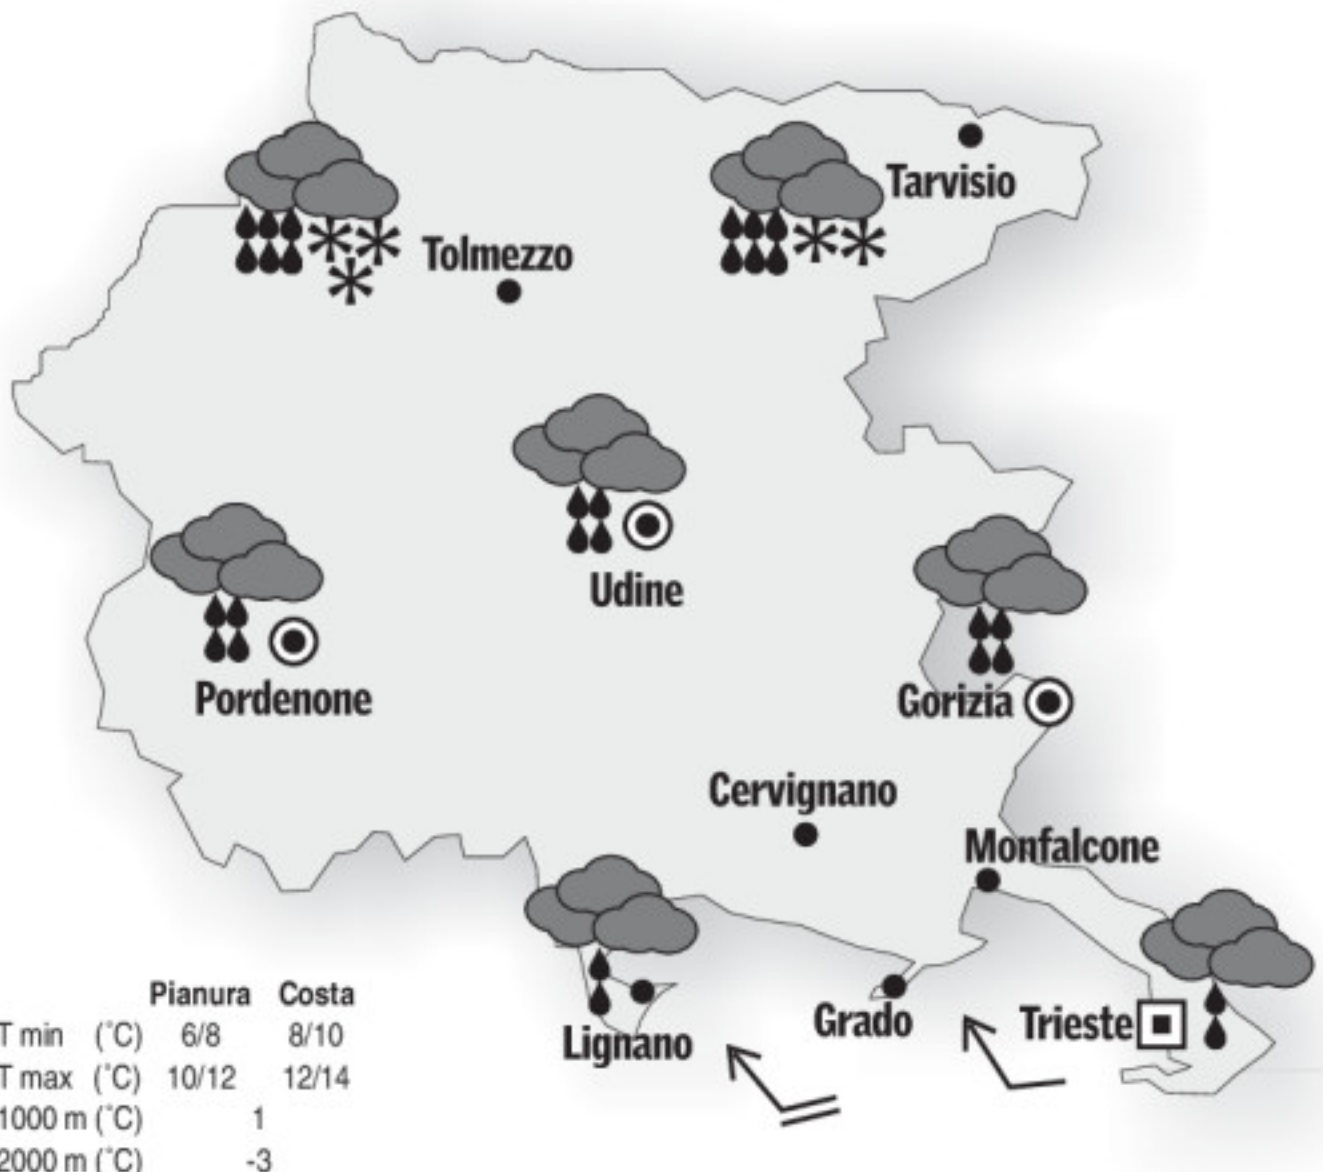 Tarvisio
Tolmezzo
Udine
Pordenone
Gorizia
Cervignano
Monfalcone
Lignano
Grado
Trieste
Pianura Costa
T min (°C) 6/8 8/10
T max (°C) 10/12 12/14
1000 m (°C) 1
2000 m (°C) -3